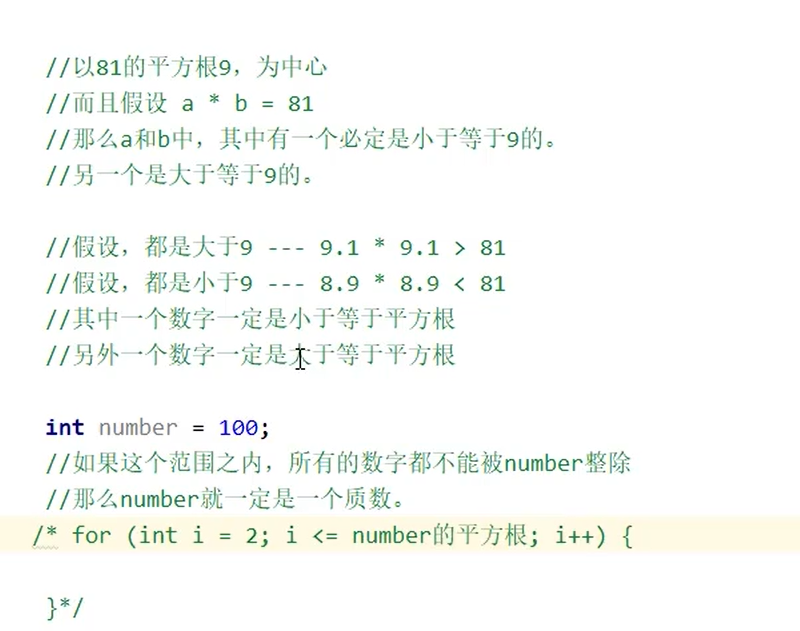 //以81的平方根9，为中心
//而且假设 a * b = 81
//那么a和b中，其中有一个必定是小于等于9的。
//另一个是大于等于9的。
//假设，都是大于9 --- 9.1 * 9.1 > 81
//假设，都是小于9 --- 8.9 * 8.9 < 81
//其中一个数字一定是小于等于平方根
//另外一个数字一定是大于等于平方根
int number = 100;
//如果这个范围之内，所有的数字都不能被number整除
//那么number就一定是一个质数。
/* for (int i = 2; i <= number的平方根; i++) {
}*/